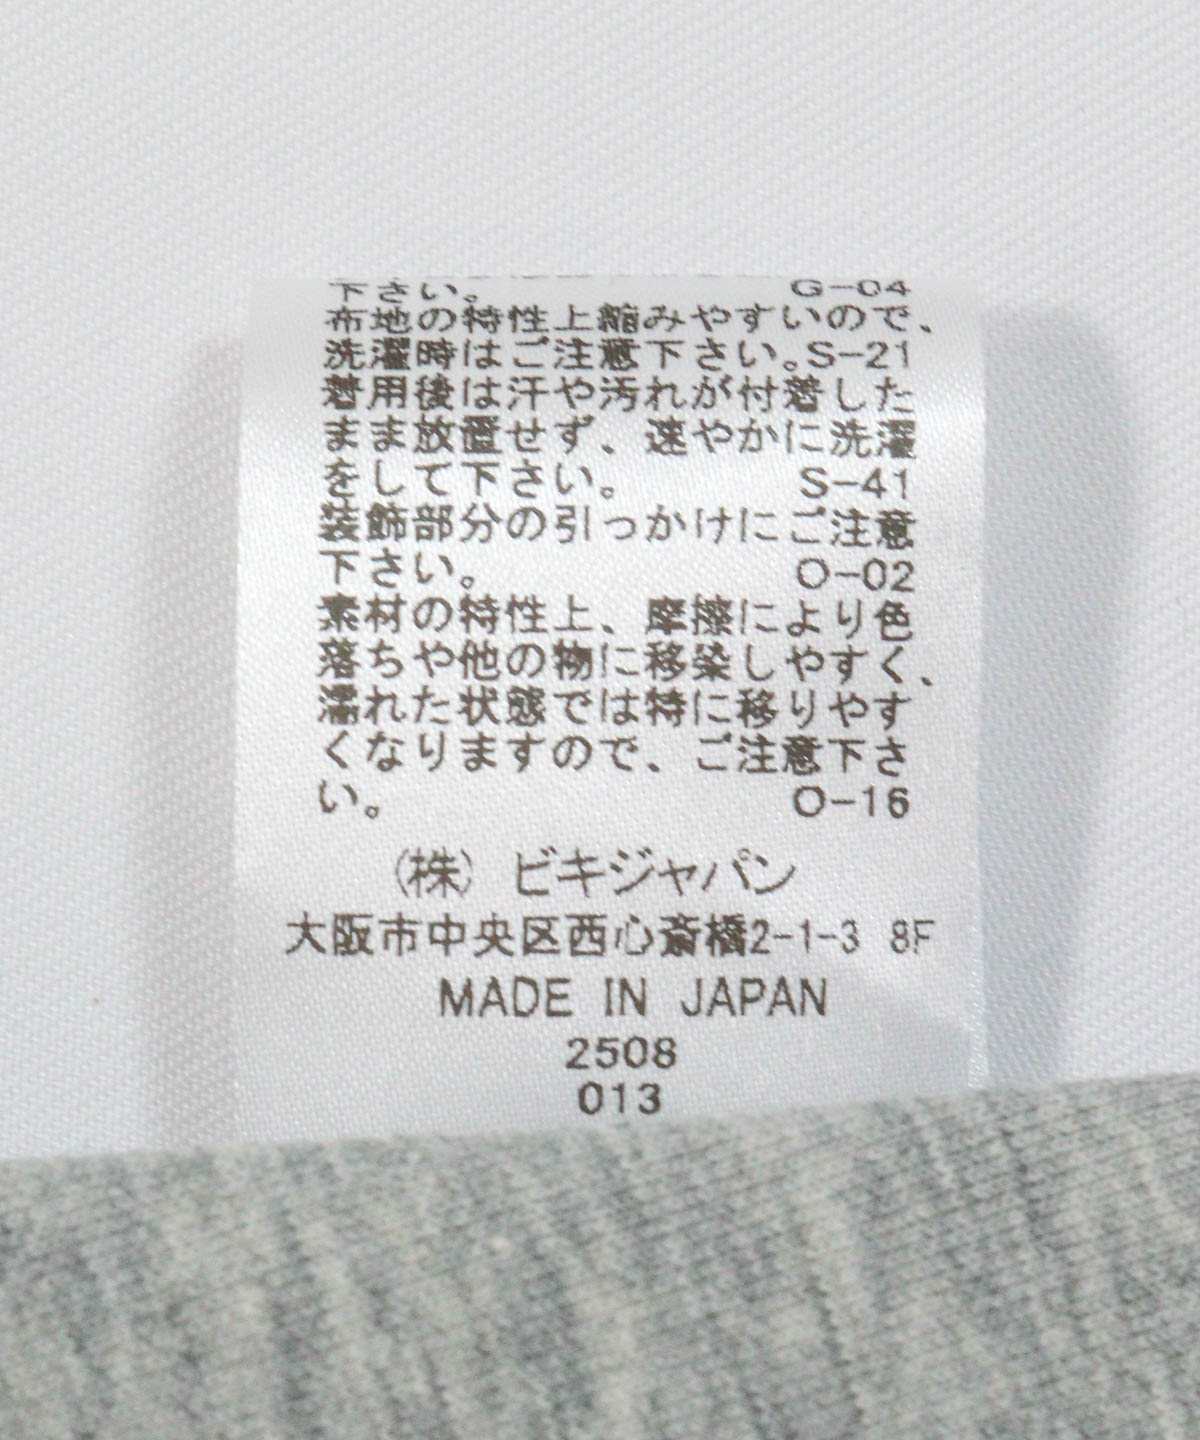 下さい。 G-04
布地の特性上縮みやすいので、
洗濯時はご注意下さい。S-21
着用後は汗や汚れが付着した
まま放置せず、速やかに洗濯
をして下さい。 S-41
装飾部分の引っかけにご注意
下さい。 O-02
素材の特性上、摩擦により色
落ちや他の物に移染しやすく、
濡れた状態では特に移りやす
くなりますので、ご注意下さ
い。 O-16
(株) ビキジャパン
大阪市中央区西心斎橋2-1-3 8F
MADE IN JAPAN
2508
013